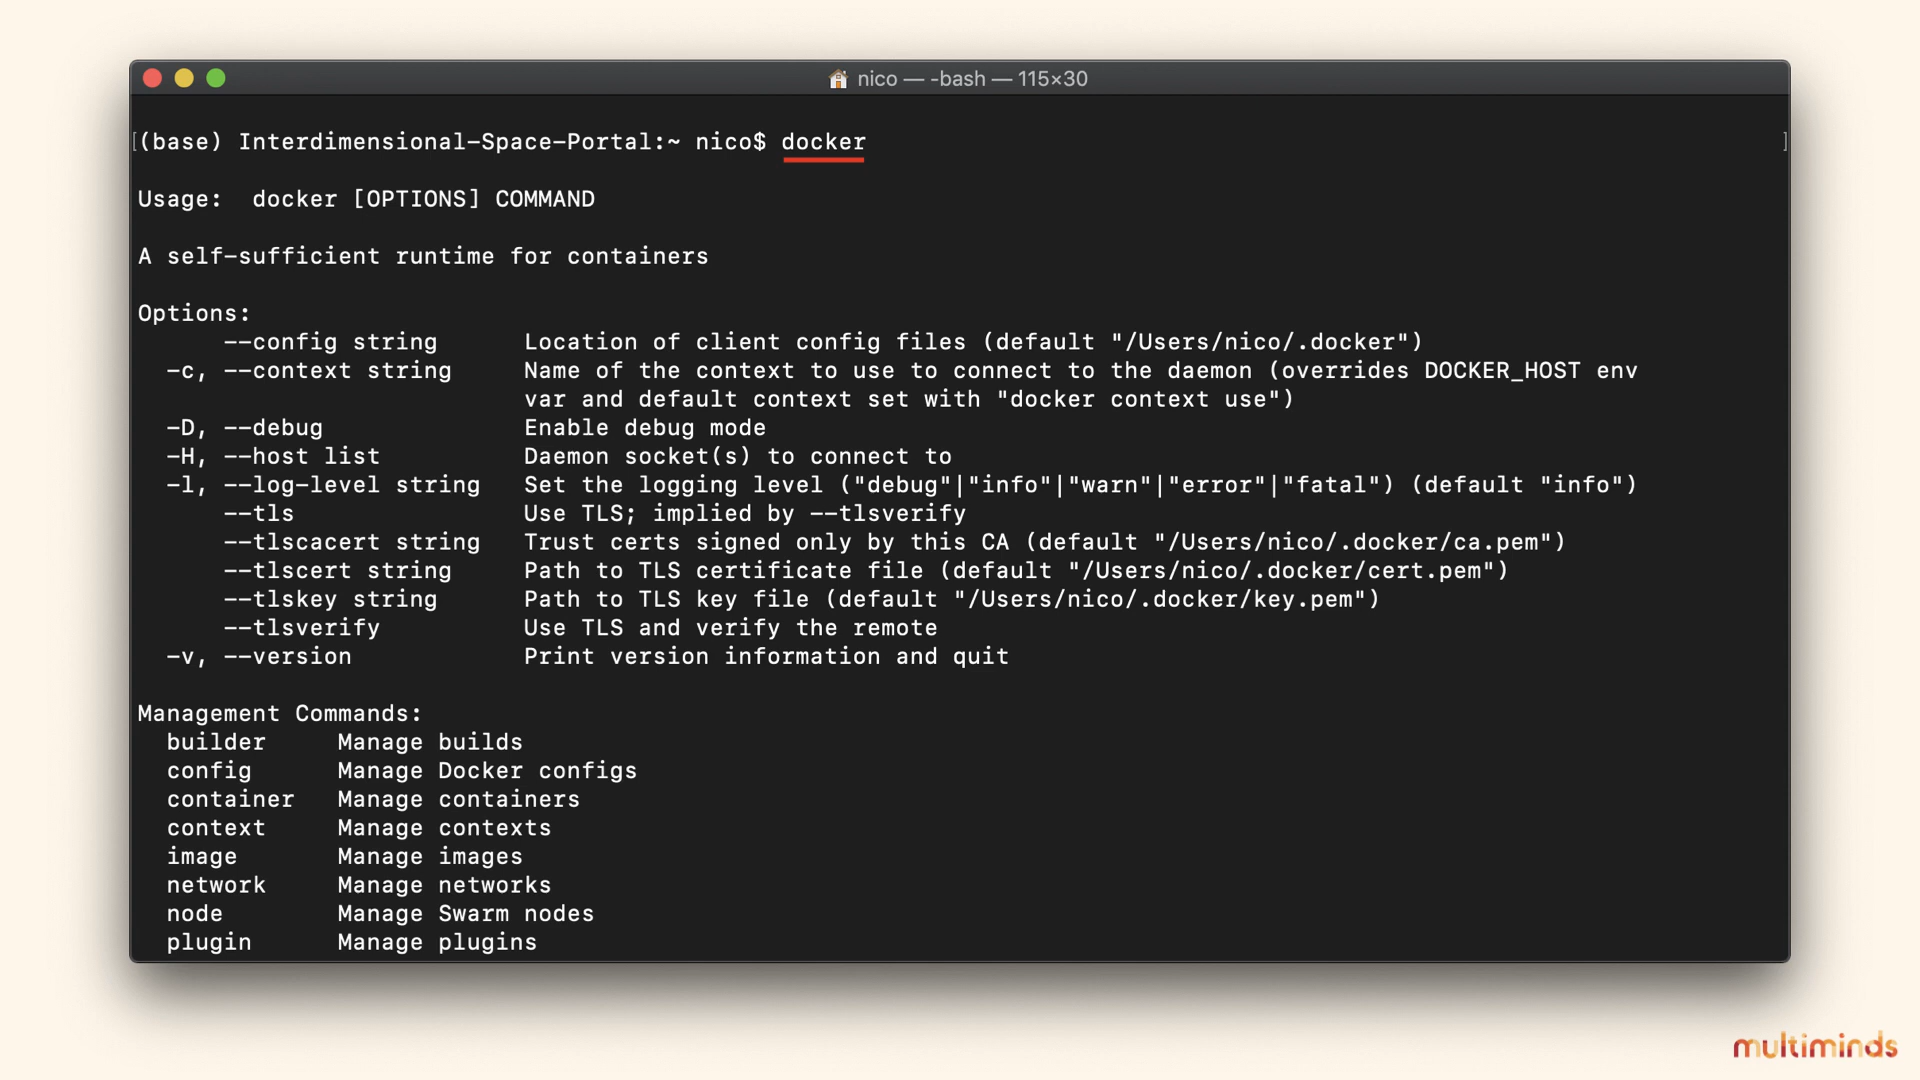 nico — -bash — 115×30
(base) Interdimensional-Space-Portal:~ nico$ docker
Usage:  docker [OPTIONS] COMMAND
A self-sufficient runtime for containers
Options:
      --config string      Location of client config files (default "/Users/nico/.docker")
  -c, --context string     Name of the context to use to connect to the daemon (overrides DOCKER_HOST env
                           var and default context set with "docker context use")
  -D, --debug              Enable debug mode
  -H, --host list          Daemon socket(s) to connect to
  -l, --log-level string   Set the logging level ("debug"|"info"|"warn"|"error"|"fatal") (default "info")
      --tls                Use TLS; implied by --tlsverify
      --tlscacert string   Trust certs signed only by this CA (default "/Users/nico/.docker/ca.pem")
      --tlscert string     Path to TLS certificate file (default "/Users/nico/.docker/cert.pem")
      --tlskey string      Path to TLS key file (default "/Users/nico/.docker/key.pem")
      --tlsverify          Use TLS and verify the remote
  -v, --version            Print version information and quit
Management Commands:
  builder     Manage builds
  config      Manage Docker configs
  container   Manage containers
  context     Manage contexts
  image       Manage images
  network     Manage networks
  node        Manage Swarm nodes
  plugin      Manage plugins
multiminds